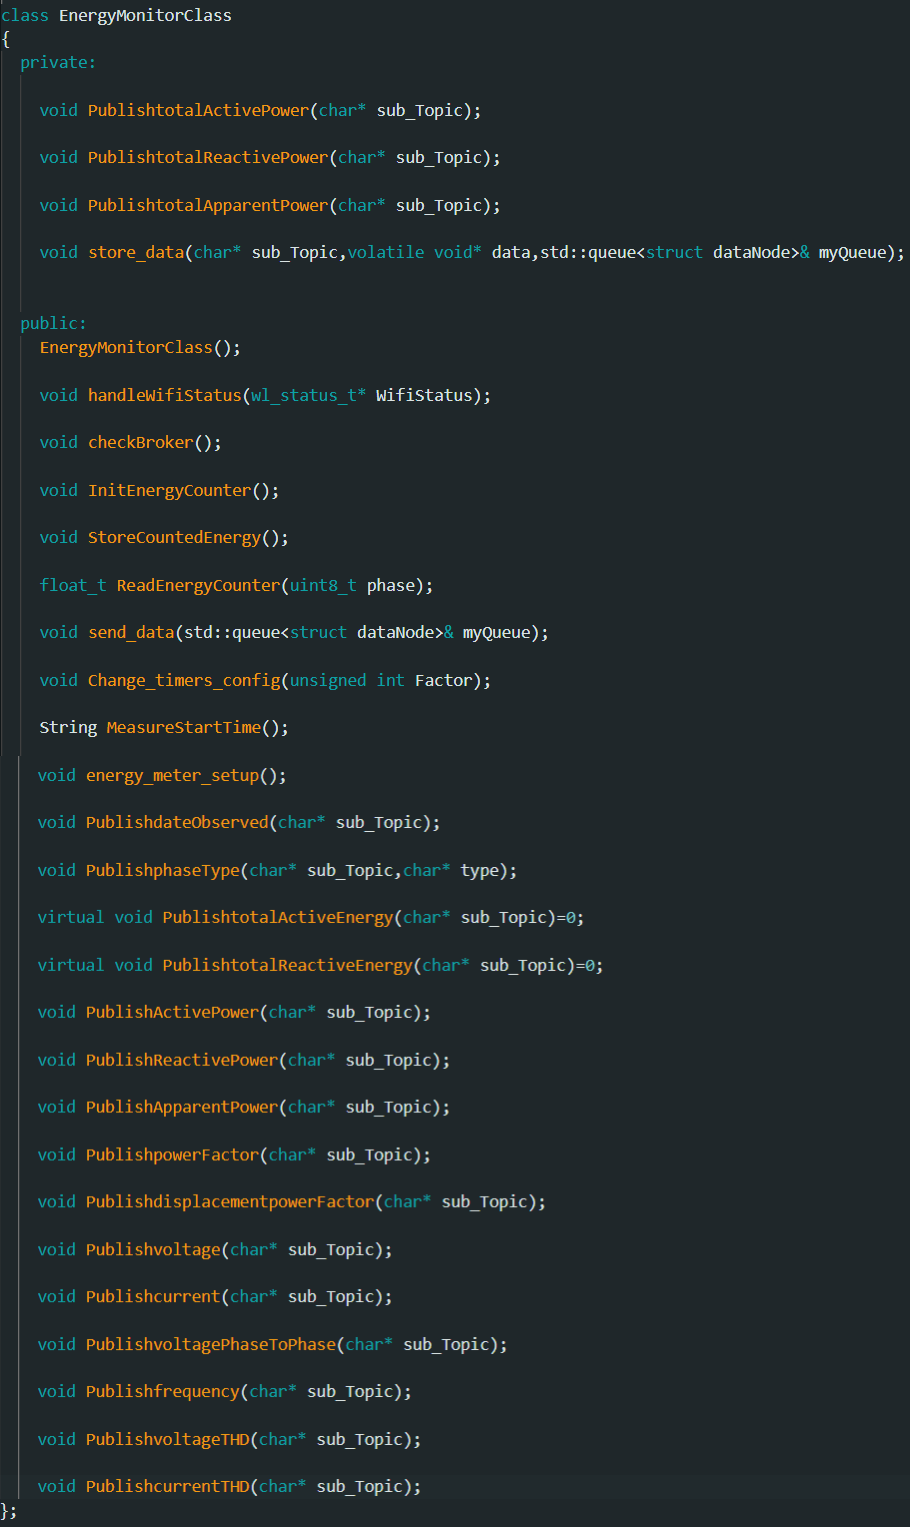 class EnergyMonitorClass
{
private:
void PublishtotalActivePower(char* sub_Topic);
void PublishtotalReactivePower(char* sub_Topic);
void PublishtotalApparentPower(char* sub_Topic);
void store_data(char* sub_Topic,volatile void* data,std::queue<struct dataNode>& myQueue);
public:
EnergyMonitorClass();
void handleWifiStatus(wl_status_t* WifiStatus);
void checkBroker();
void InitEnergyCounter();
void StoreCountedEnergy();
float_t ReadEnergyCounter(uint8_t phase);
void send_data(std::queue<struct dataNode>& myQueue);
void Change_timers_config(unsigned int Factor);
String MeasureStartTime();
void energy_meter_setup();
void PublishdateObserved(char* sub_Topic);
void PublishphaseType(char* sub_Topic,char* type);
virtual void PublishtotalActiveEnergy(char* sub_Topic)=0;
virtual void PublishtotalReactiveEnergy(char* sub_Topic)=0;
void PublishActivePower(char* sub_Topic);
void PublishReactivePower(char* sub_Topic);
void PublishApparentPower(char* sub_Topic);
void PublishpowerFactor(char* sub_Topic);
void PublishdisplacementpowerFactor(char* sub_Topic);
void Publishvoltage(char* sub_Topic);
void Publishcurrent(char* sub_Topic);
void PublishvoltagePhaseToPhase(char* sub_Topic);
void Publishfrequency(char* sub_Topic);
void PublishvoltageTHD(char* sub_Topic);
void PublishcurrentTHD(char* sub_Topic);
};